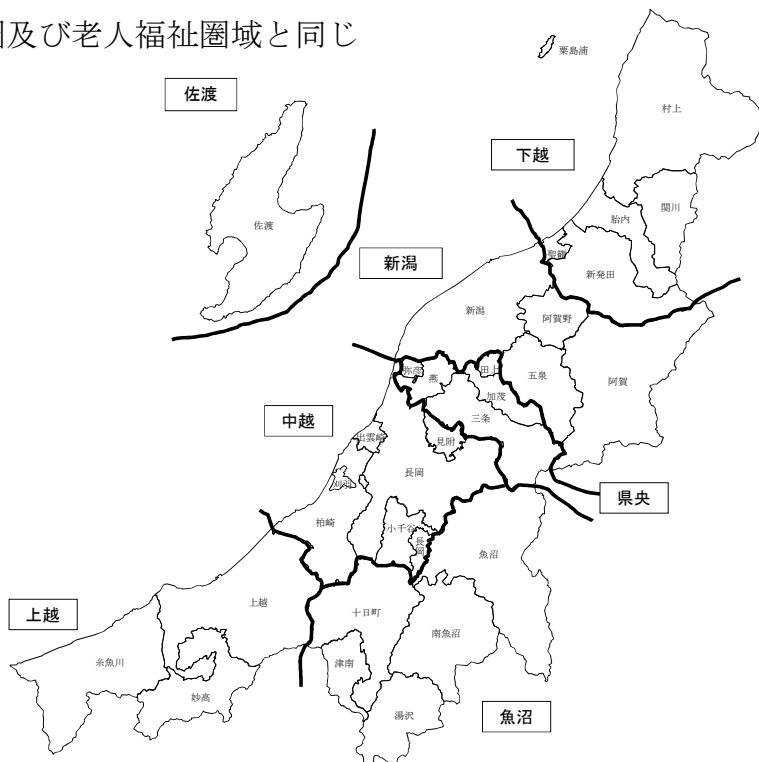 及び老人福祉圏域と同じ
粟島浦
佐渡
村上
下越
関川
胎内
佐渡
聖籠
新潟
新発田
新潟
阿賀野
弥彦
燕
田上
五泉
阿賀
加茂
中越
三条
出雲崎
見附
長岡
刈羽
県央
柏崎
小千谷
長岡
魚沼
上越
上越
十日町
南魚沼
糸魚川
津南
妙高
湯沢
魚沼